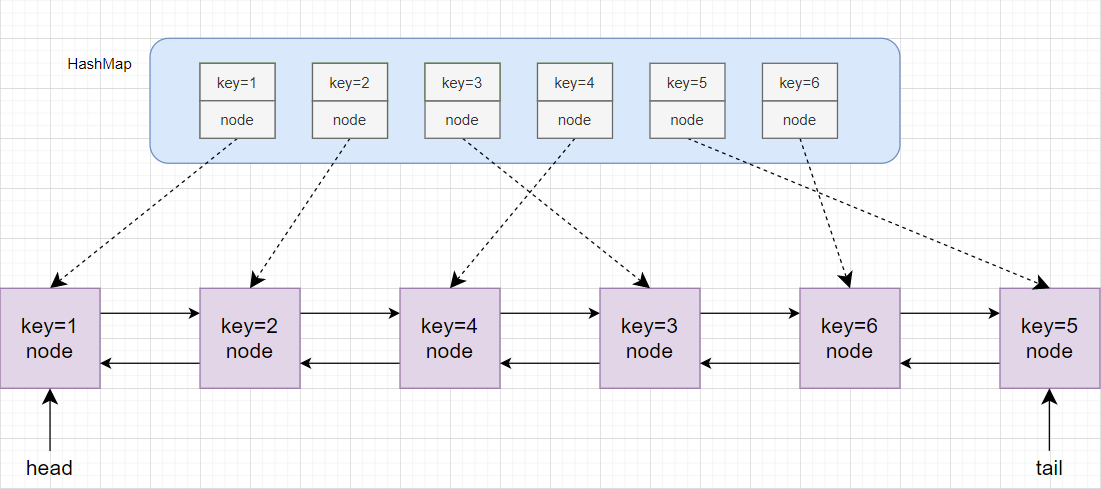 HashMap
key=1
node
key=2
node
key=3
node
key=4
node
key=5
node
key=6
node
key=1
node
key=2
node
key=4
node
key=3
node
key=6
node
key=5
node
head
tail